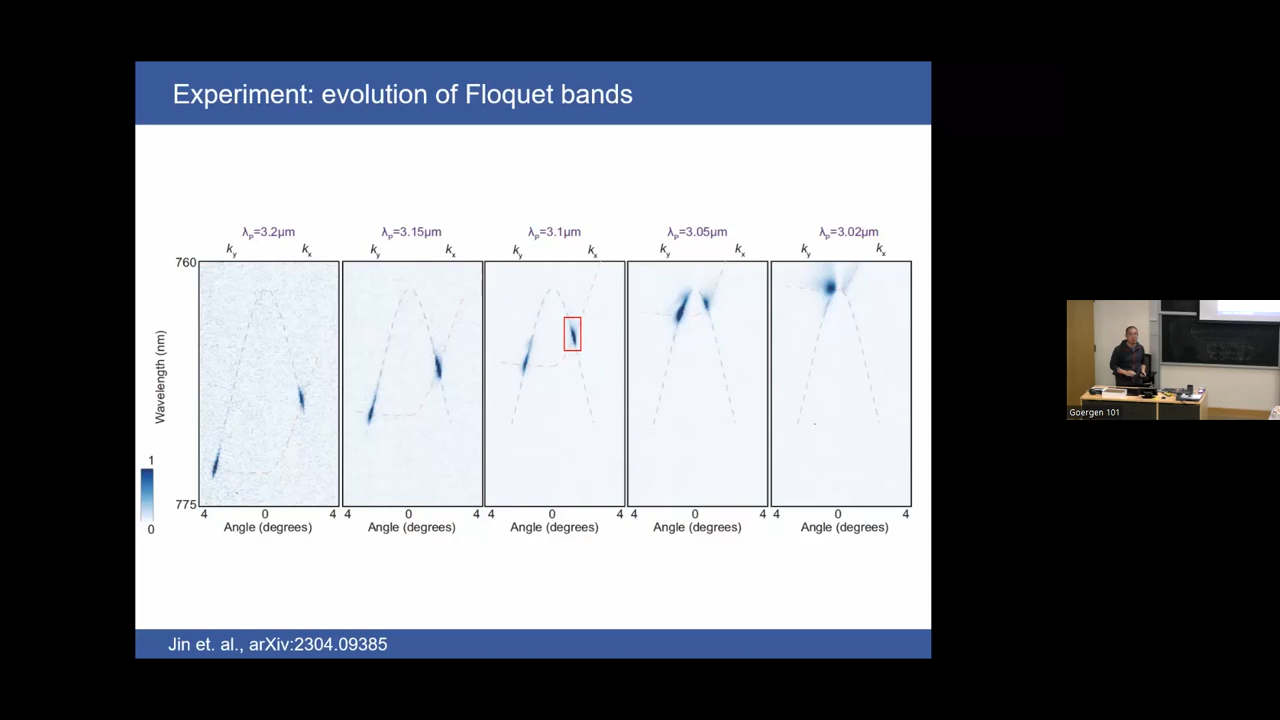 Experiment: evolution of Floquet bands
λP=3.2μm
λP=3.15μm
λP=3.1μm
λP=3.05μm
λP=3.02μm
ky kx
ky kx
ky kx
ky kx
ky kx
760
Wavelength (nm)
775
1
0
4 0 4
4 0 4
4 0 4
4 0 4
4 0 4
Angle (degrees)
Angle (degrees)
Angle (degrees)
Angle (degrees)
Angle (degrees)
Jin et. al., arXiv:2304.09385
Goergen 101